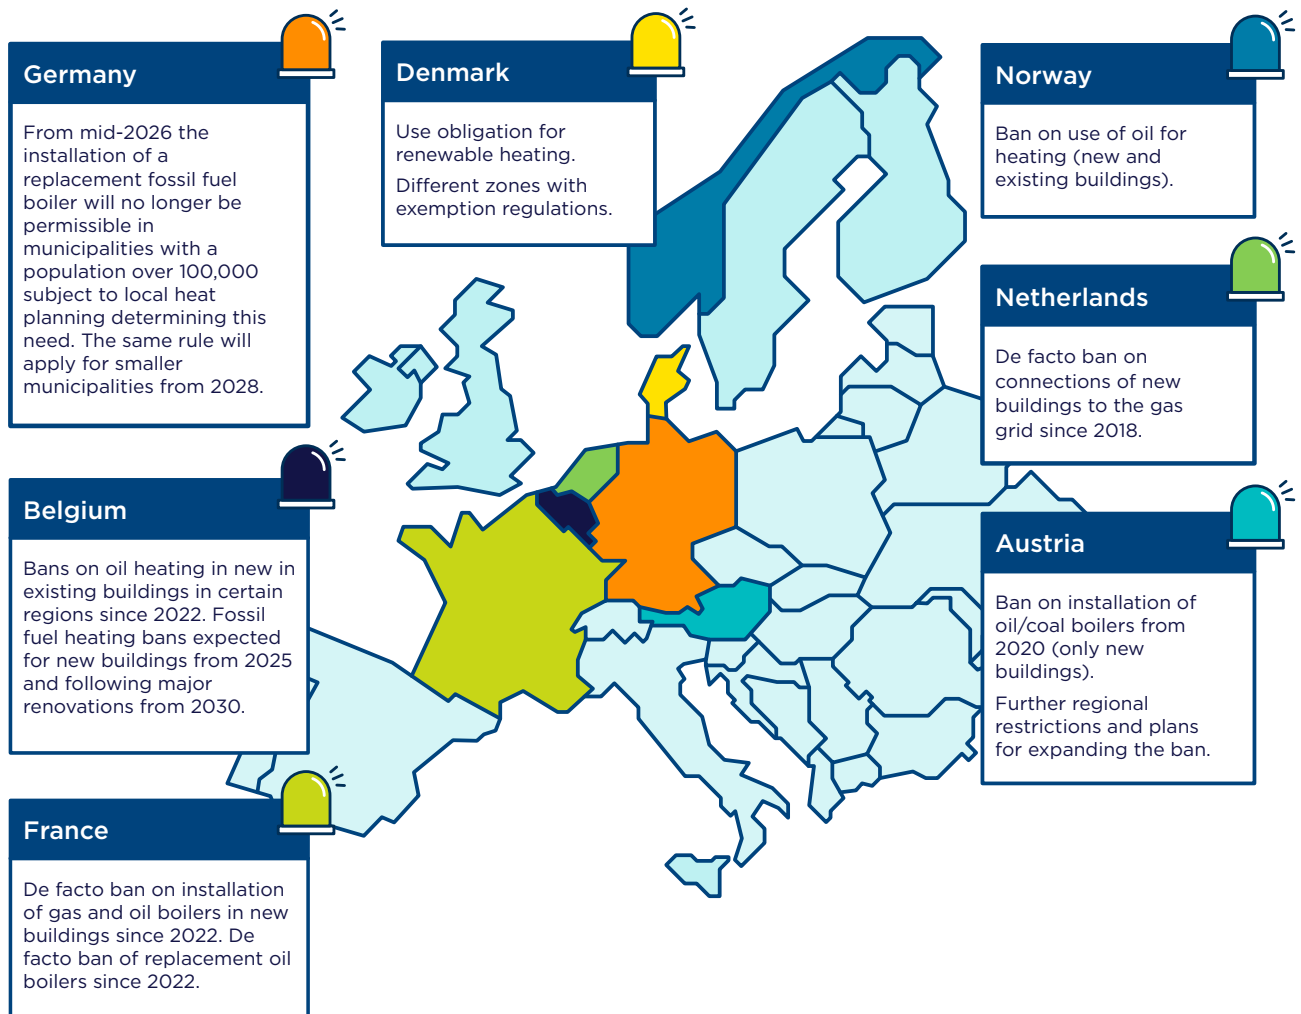 Germany
From mid-2026 the
installation of a
replacement fossil fuel
boiler will no longer be
permissible in
municipalities with a
population over 100,000
subject to local heat
planning determining this
need. The same rule will
apply for smaller
municipalities from 2028.
Denmark
Use obligation for
renewable heating.
Different zones with
exemption regulations.
Norway
Ban on use of oil for
heating (new and
existing buildings).
Netherlands
De facto ban on
connections of new
buildings to the gas
grid since 2018.
Belgium
Bans on oil heating in new in
existing buildings in certain
regions since 2022. Fossil
fuel heating bans expected
for new buildings from 2025
and following major
renovations from 2030.
Austria
Ban on installation of
oil/coal boilers from
2020 (only new
buildings).
Further regional
restrictions and plans
for expanding the ban.
France
De facto ban on installation
of gas and oil boilers in new
buildings since 2022. De
facto ban of replacement oil
boilers since 2022.